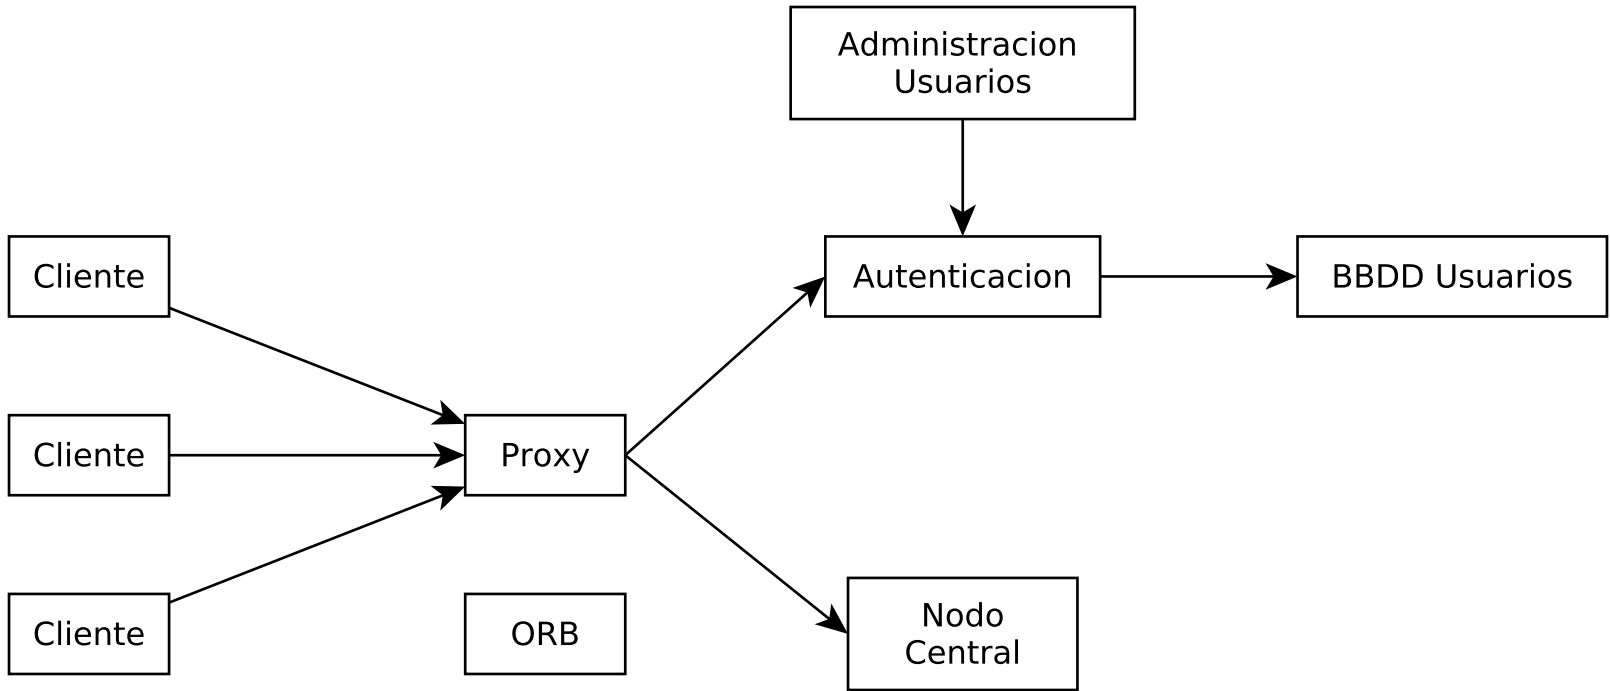 Administracion
Usuarios
Cliente
Autenticacion
BBDD Usuarios
Cliente
Proxy
Cliente
ORB
Nodo
Central